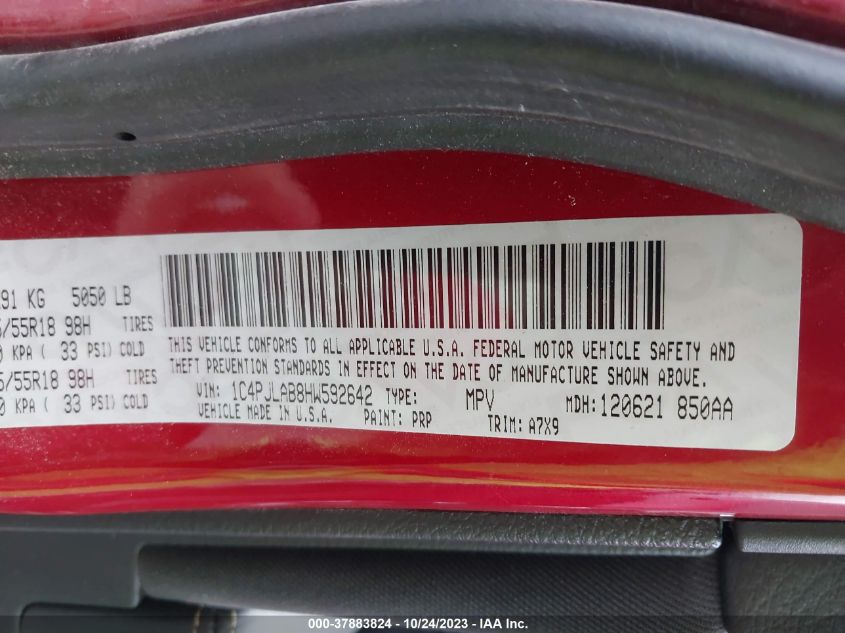 91 KG 5050 LB
/55R18 98H TIRES
KPA ( 33 PSI) COLD
/55R18 98H TIRES
KPA ( 33 PSI) COLD
THIS VEHICLE CONFORMS TO ALL APPLICABLE U.S.A. FEDERAL MOTOR VEHICLE SAFETY AND
THEFT PREVENTION STANDARDS IN EFFECT ON THE DATE OF MANUFACTURE SHOWN ABOVE.
VIN: 1C4PJLAB8HW592642 TYPE: MPV MDH:120621 850AA
VEHICLE MADE IN U.S.A. PAINT: PRP TRIM: A7X9
000-37883824 - 10/24/2023 - IAA Inc.